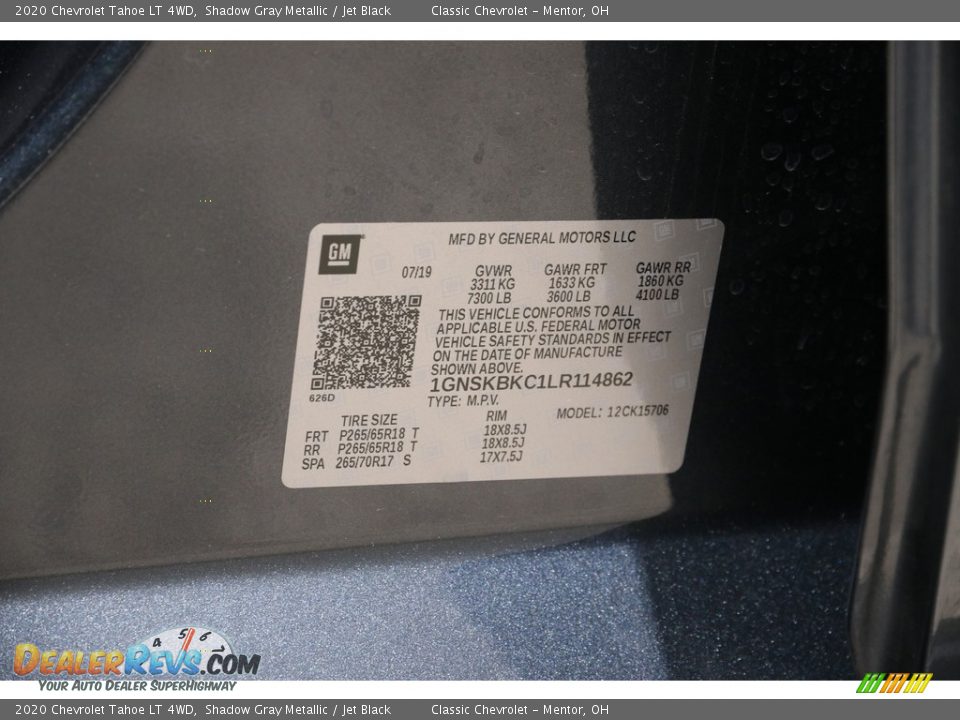 2020 Chevrolet Tahoe LT 4WD, Shadow Gray Metallic / Jet Black Classic Chevrolet - Mentor, OH
GM
MFD BY GENERAL MOTORS LLC
07/19 GVWR GAWR FRT GAWR RR
3311 KG 1633 KG 1860 KG
7300 LB 3600 LB 4100 LB
THIS VEHICLE CONFORMS TO ALL
APPLICABLE U.S. FEDERAL MOTOR
VEHICLE SAFETY STANDARDS IN EFFECT
ON THE DATE OF MANUFACTURE
SHOWN ABOVE.
1GNSKBKC1LR114862
626D
TYPE: M.P.V. MODEL: 12CK15706
TIRE SIZE RIM
FRT P265/65R18 T 18X8.5J
RR P265/65R18 T 18X8.5J
SPA 265/70R17 S 17X7.5J
4 5 6
DEALERREVS.COM
YOUR AUTO DEALER SUPERHIGHWAY
2020 Chevrolet Tahoe LT 4WD, Shadow Gray Metallic / Jet Black Classic Chevrolet - Mentor, OH